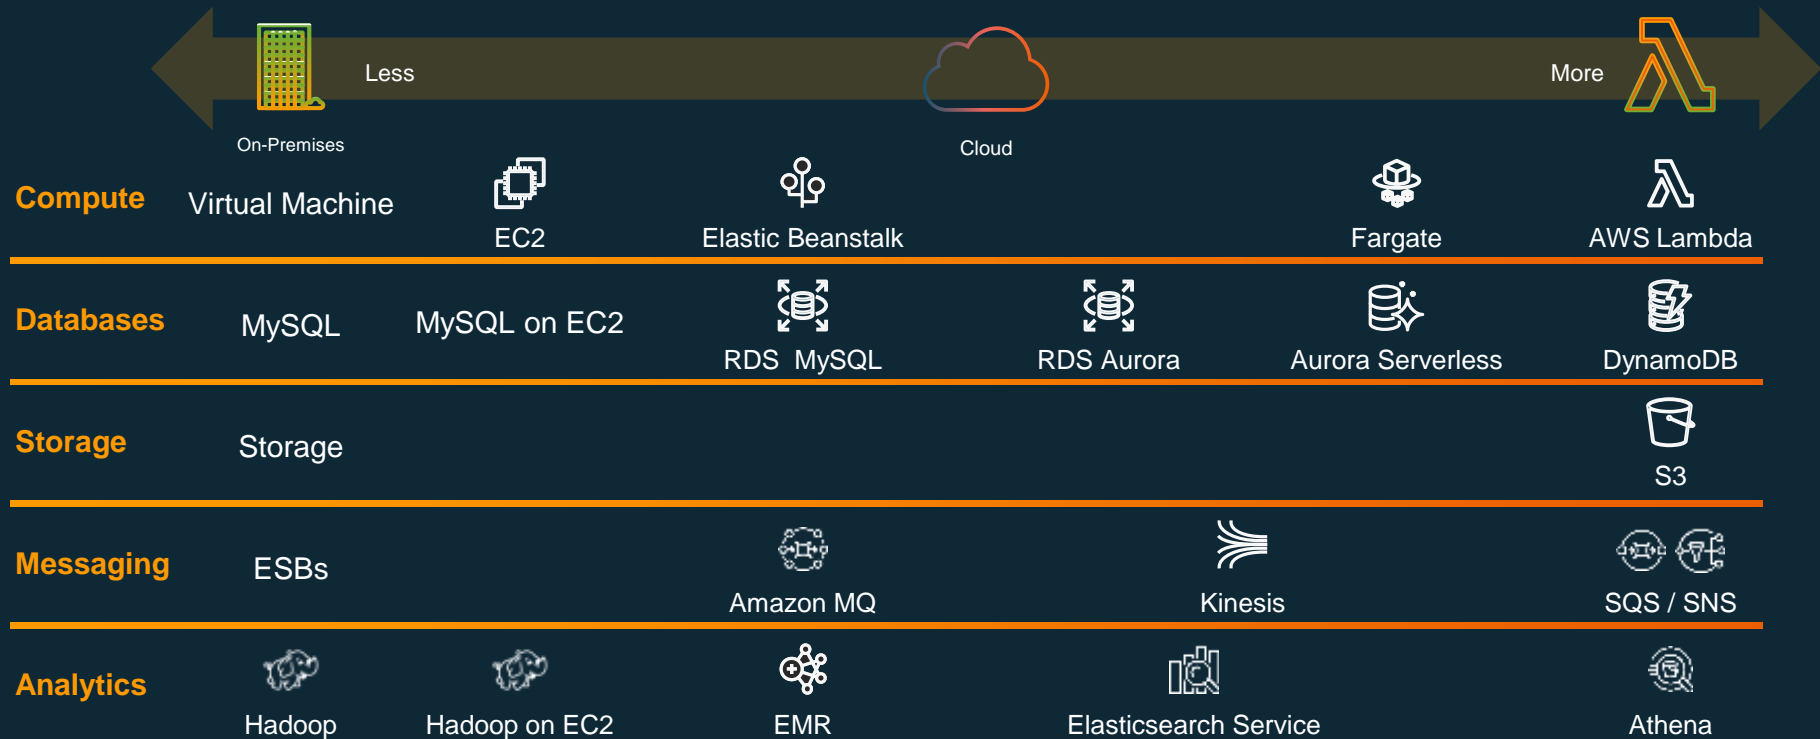 Less
More
On-Premises
Cloud
Compute
Virtual Machine
EC2
Elastic Beanstalk
Fargate
AWS Lambda
Databases
MySQL
MySQL on EC2
RDS MySQL
RDS Aurora
Aurora Serverless
DynamoDB
Storage
Storage
S3
Messaging
ESBs
Amazon MQ
Kinesis
SQS / SNS
Analytics
Hadoop
Hadoop on EC2
EMR
Elasticsearch Service
Athena